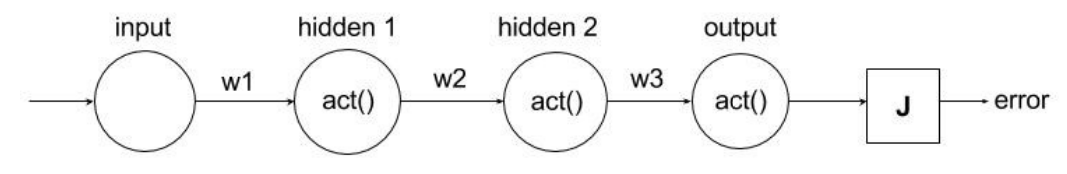 input hidden 1 hidden 2 output
w1 w2 w3
act() act() act() J error